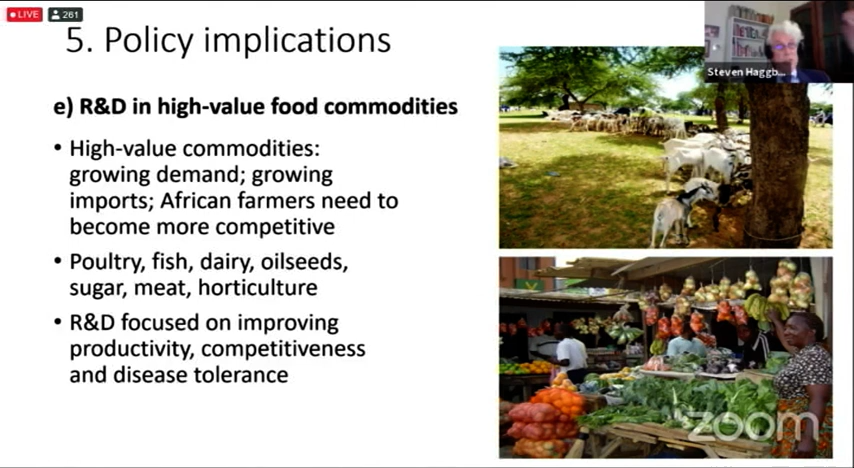 LIVE
261
5. Policy implications
Steven Haggb...
e) R&D in high-value food commodities
• High-value commodities:
growing demand; growing
imports; African farmers need to
become more competitive
• Poultry, fish, dairy, oilseeds,
sugar, meat, horticulture
• R&D focused on improving
productivity, competitiveness
and disease tolerance
zoom